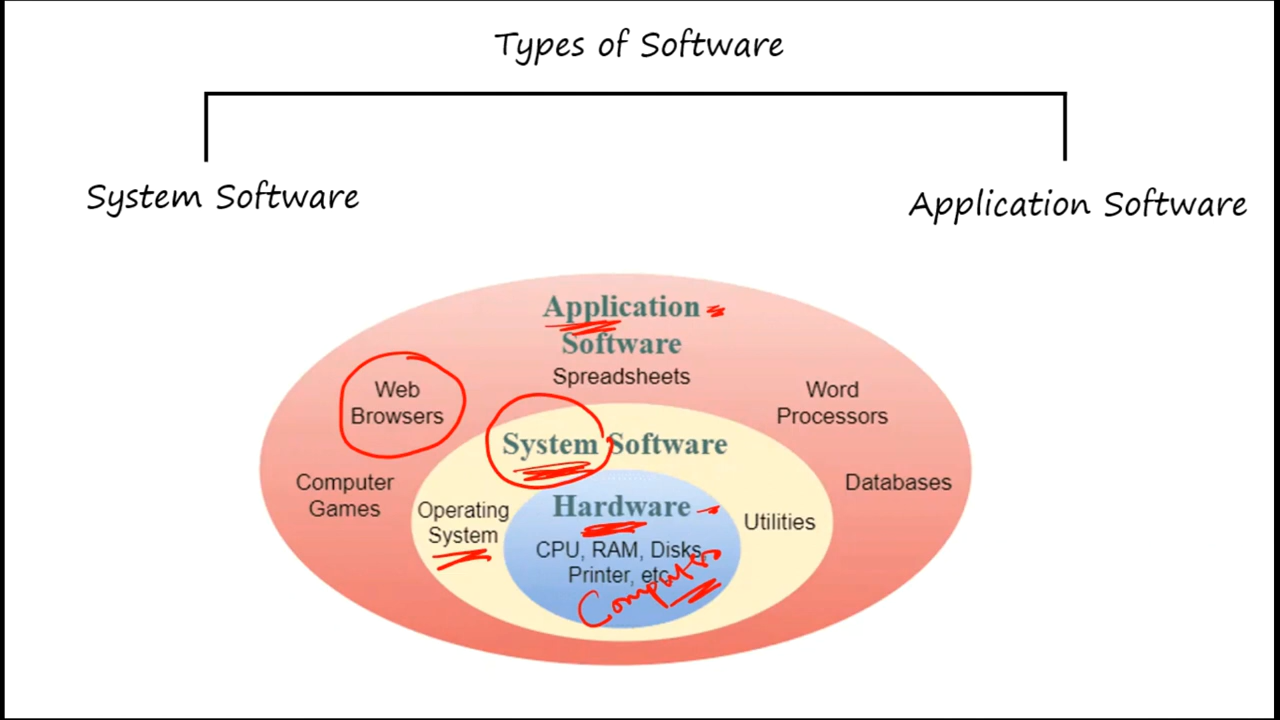 Types of Software
System Software
Application Software
Application
Software
Spreadsheets
Web
Browsers
Word
Processors
System Software
Computer
Games
Databases
Operating
System
Hardware
Utilities
CPU, RAM, Disks,
Printer, etc
Computer